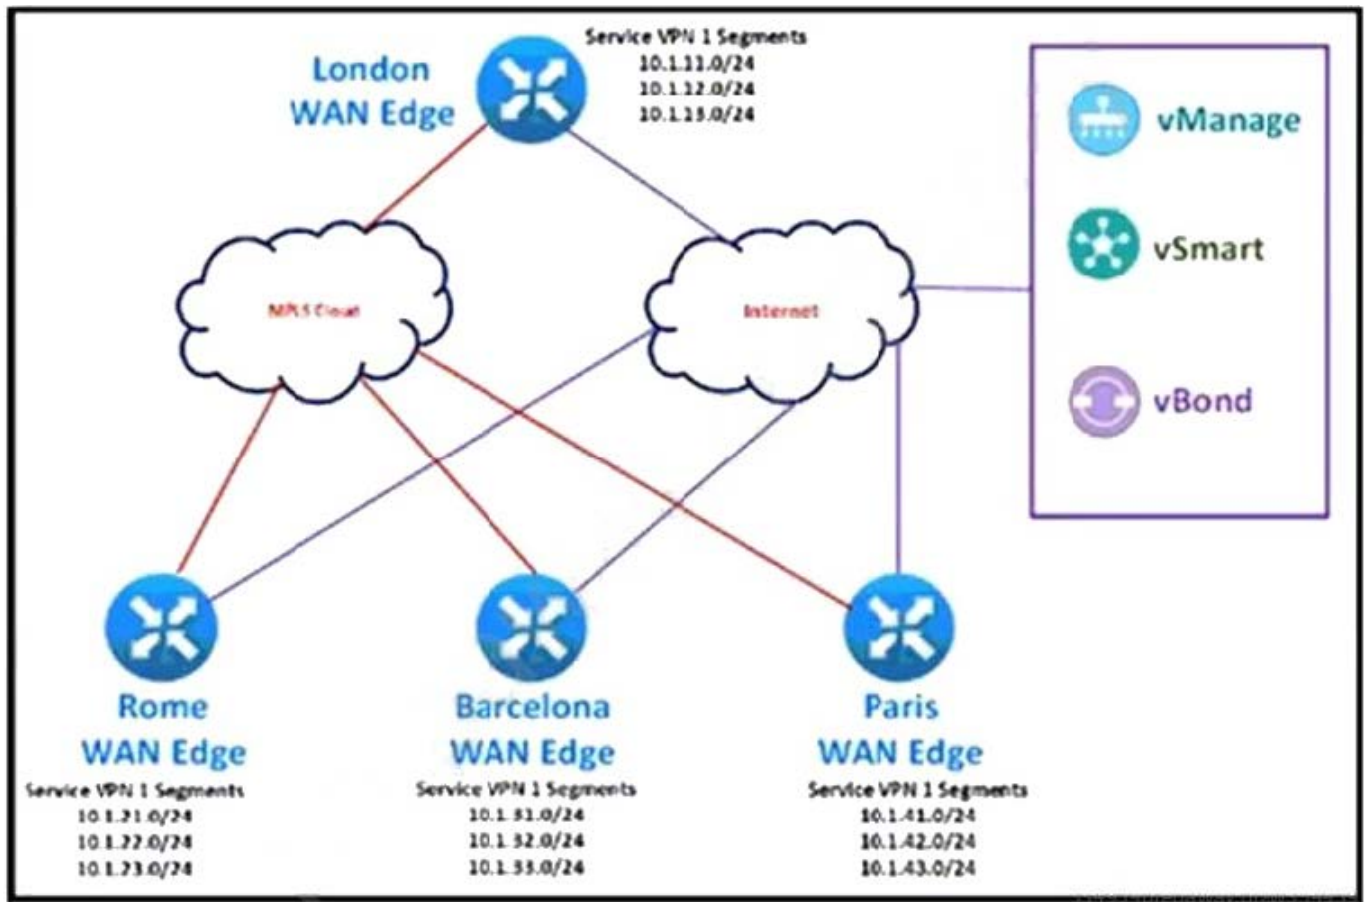 London
WAN Edge
Service VPN 1 Segments
10.1.11.0/24
10.1.12.0/24
10.1.13.0/24
vManage
vSmart
vBond
MPLS Cloud
Internet
Rome
WAN Edge
Service VPN 1 Segments
10.1.21.0/24
10.1.22.0/24
10.1.23.0/24
Barcelona
WAN Edge
Service VPN 1 Segments
10.1.31.0/24
10.1.32.0/24
10.1.33.0/24
Paris
WAN Edge
Service VPN 1 Segments
10.1.41.0/24
10.1.42.0/24
10.1.43.0/24